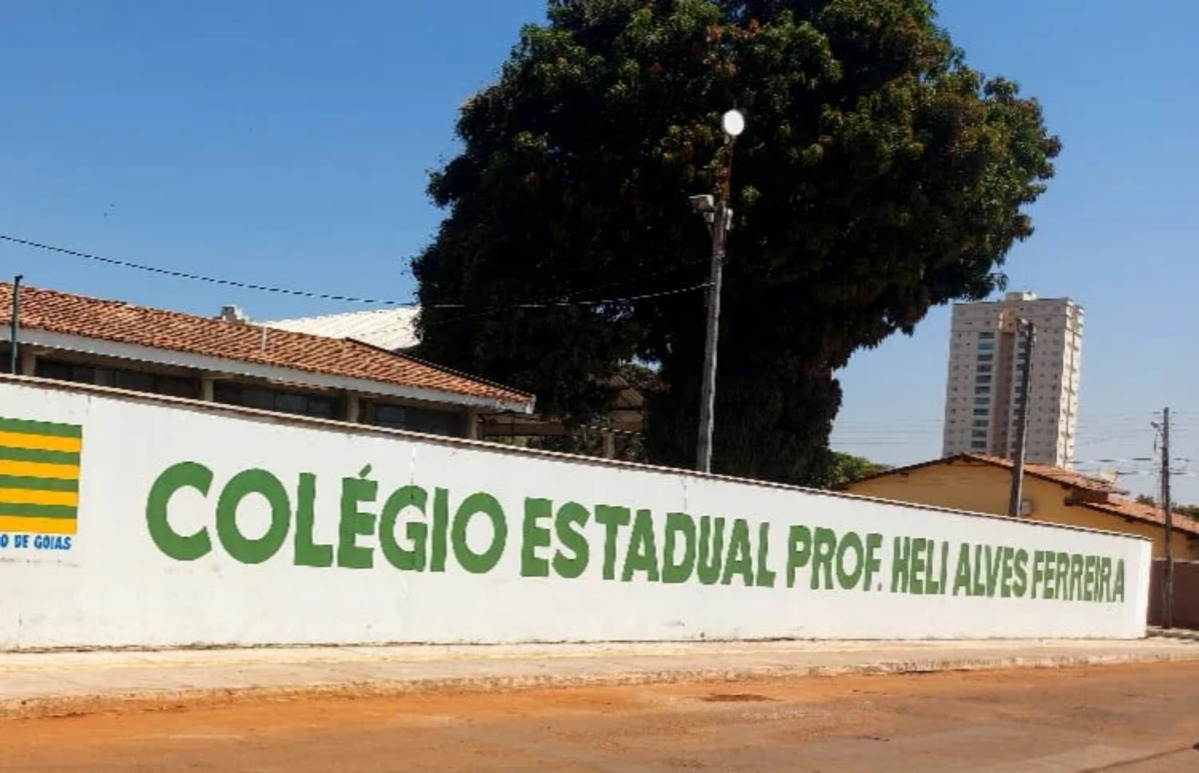 COLÉGIO ESTADUAL PROF. HELI ALVES FERREIRA
O DE GOIAS